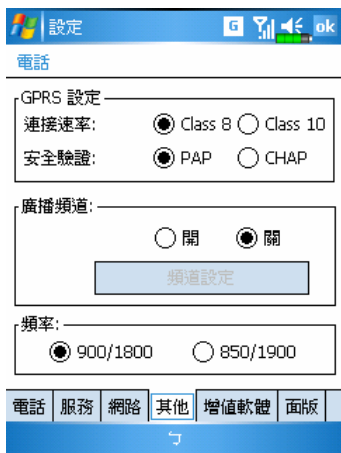 設定 G ok
電話
GPRS 設定
連接速率: Class 8 Class 10
安全驗證: PAP CHAP
廣播頻道:
開 關
頻道設定
頻率:
900/1800 850/1900
電話 服務 網路 其他 增值軟體 面版